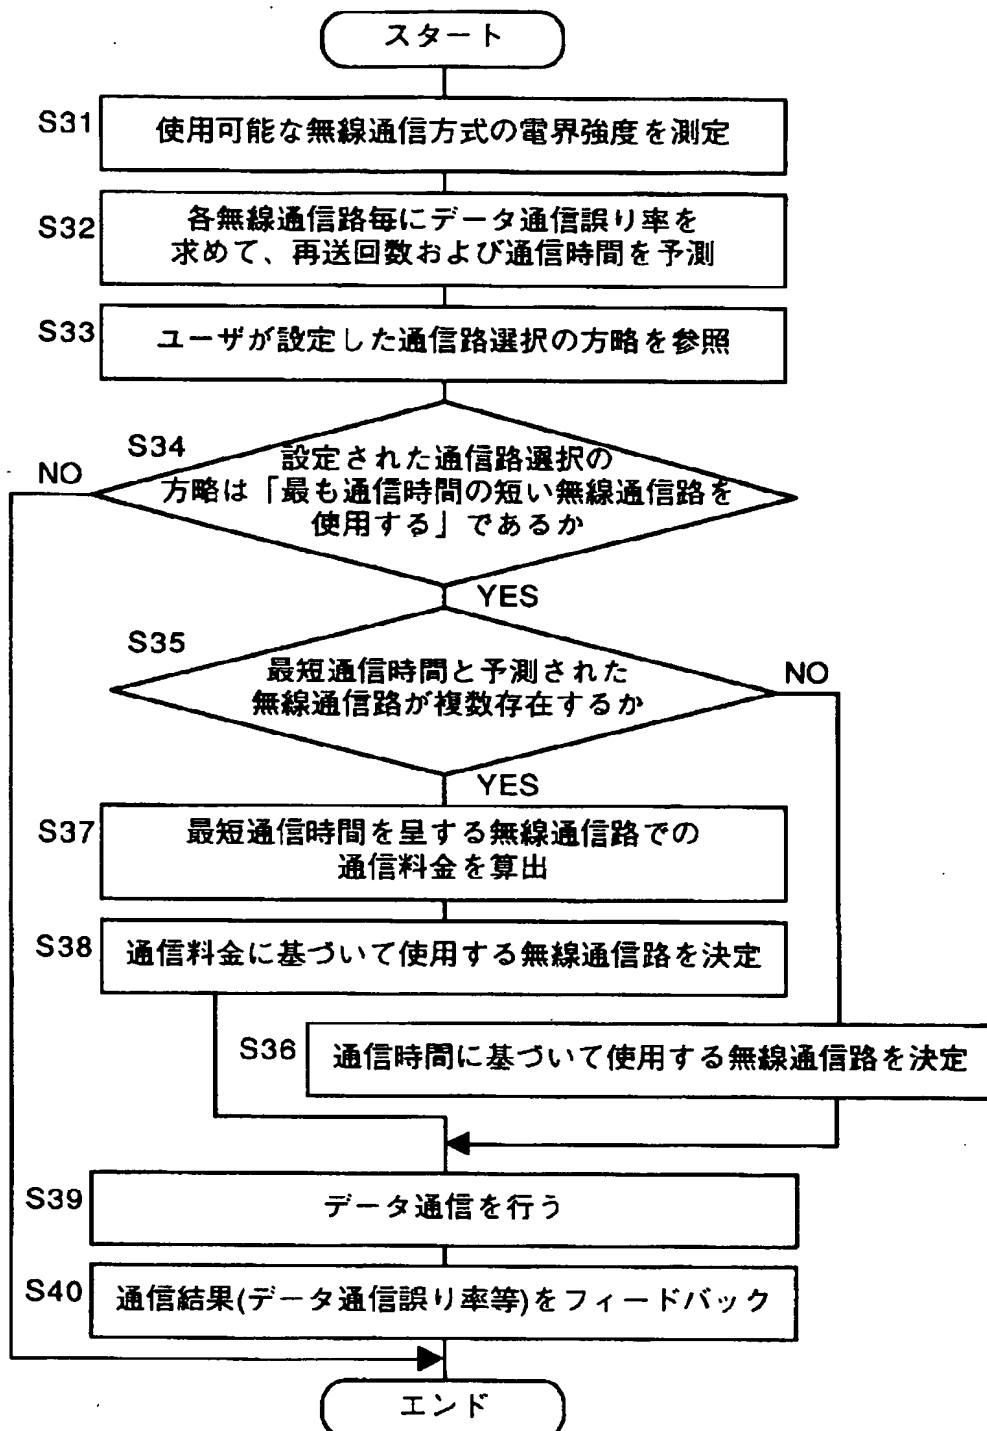 スタート
S31
使用可能な無線通信方式の電界強度を測定
S32
各無線通信路毎にデータ通信誤り率を
求めて、再送回数および通信時間を予測
S33
ユーザが設定した通信路選択の方略を参照
S34
NO
設定された通信路選択の
方略は「最も通信時間の短い無線通信路を
使用する」であるか
YES
S35
最短通信時間と予測された
無線通信路が複数存在するか
NO
YES
S37
最短通信時間を呈する無線通信路での
通信料金を算出
S38
通信料金に基づいて使用する無線通信路を決定
S36
通信時間に基づいて使用する無線通信路を決定
S39
データ通信を行う
S40
通信結果(データ通信誤り率等)をフィードバック
エンド